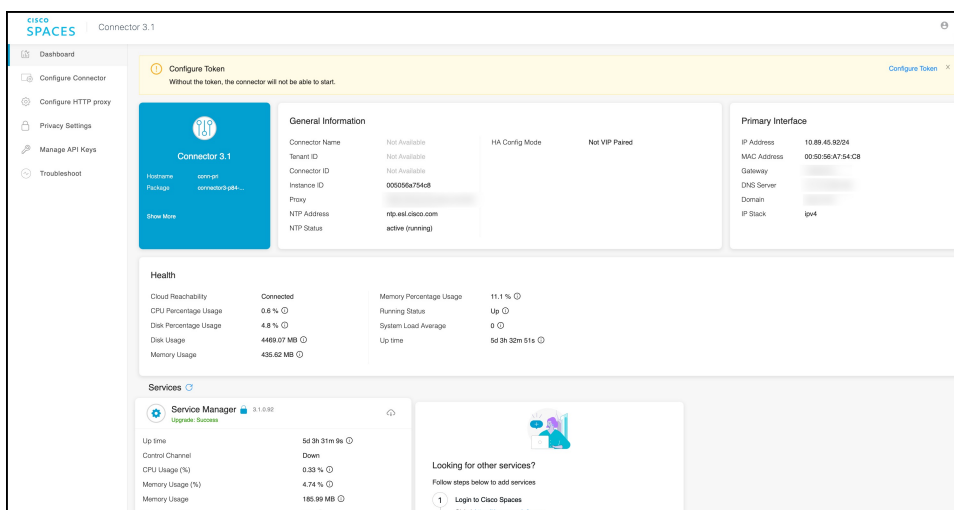 CISCO
SPACES
Connector 3.1
Dashboard
Configure Connector
Configure HTTP proxy
Privacy Settings
Manage API Keys
Troubleshoot
Configure Token
Without the token, the connector will not be able to start.
Configure Token X
Connector 3.1
Hostname conn-pri
Package connector3-p84-...
Show More
General Information
Connector Name Not Available
Tenant ID Not Available
Connector ID Not Available
Instance ID 005056a754c8
Proxy
NTP Address ntp.esl.cisco.com
NTP Status active (running)
HA Config Mode Not VIP Paired
Primary Interface
IP Address 10.89.45.92/24
MAC Address 00:50:56:A7:54:C8
Gateway
DNS Server
Domain
IP Stack ipv4
Health
Cloud Reachability Connected
CPU Percentage Usage 0.6 %
Disk Percentage Usage 4.8 %
Disk Usage 4469.07 MB
Memory Usage 435.62 MB
Memory Percentage Usage 11.1 %
Running Status Up
System Load Average 0
Up time 5d 3h 32m 51s
Services
Service Manager 3.1.0.92
Upgrade: Success
Up time 5d 3h 31m 9s
Control Channel Down
CPU Usage (%) 0.33 %
Memory Usage (%) 4.74 %
Memory Usage 185.99 MB
Looking for other services?
Follow steps below to add services
1 Login to Cisco Spaces